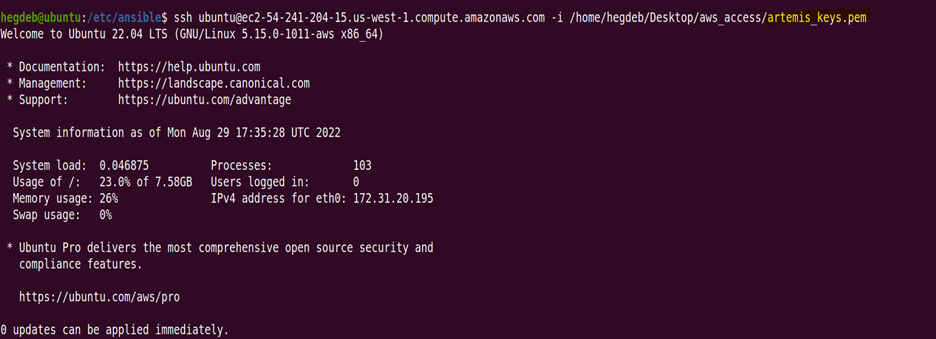 hegdeb@ubuntu:/etc/ansible$ ssh ubuntu@ec2-54-241-204-15.us-west-1.compute.amazonaws.com -i /home/hegdeb/Desktop/aws_access/artemis_keys.pem
Welcome to Ubuntu 22.04 LTS (GNU/Linux 5.15.0-1011-aws x86_64)
* Documentation:  https://help.ubuntu.com
* Management:     https://landscape.canonical.com
* Support:        https://ubuntu.com/advantage
System information as of Mon Aug 29 17:35:28 UTC 2022
System load:  0.046875          Processes:             103
Usage of /:   23.0% of 7.58GB   Users logged in:       0
Memory usage: 26%               IPv4 address for eth0: 172.31.20.195
Swap usage:   0%
* Ubuntu Pro delivers the most comprehensive open source security and
compliance features.
https://ubuntu.com/aws/pro
0 updates can be applied immediately.